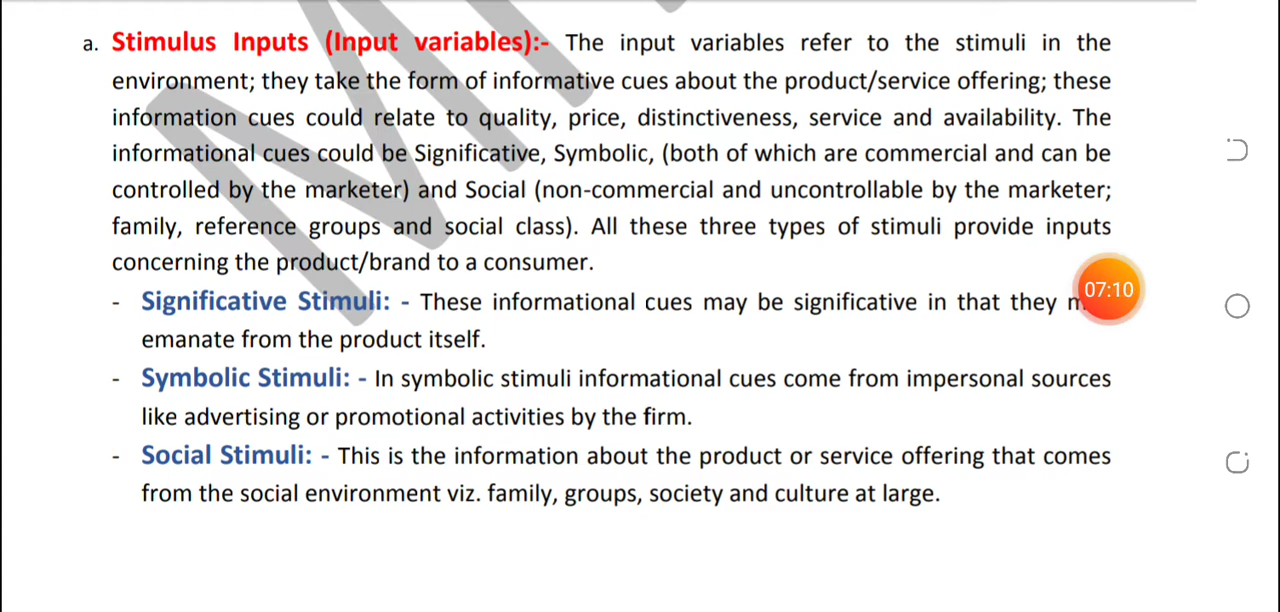 a. Stimulus Inputs (Input variables):- The input variables refer to the stimuli in the
environment; they take the form of informative cues about the product/service offering; these
information cues could relate to quality, price, distinctiveness, service and availability. The
informational cues could be Significative, Symbolic, (both of which are commercial and can be
controlled by the marketer) and Social (non-commercial and uncontrollable by the marketer;
family, reference groups and social class). All these three types of stimuli provide inputs
concerning the product/brand to a consumer.
- Significative Stimuli: - These informational cues may be significative in that they
07:10
emanate from the product itself.
- Symbolic Stimuli: - In symbolic stimuli informational cues come from impersonal sources
like advertising or promotional activities by the firm.
- Social Stimuli: - This is the information about the product or service offering that comes
from the social environment viz. family, groups, society and culture at large.